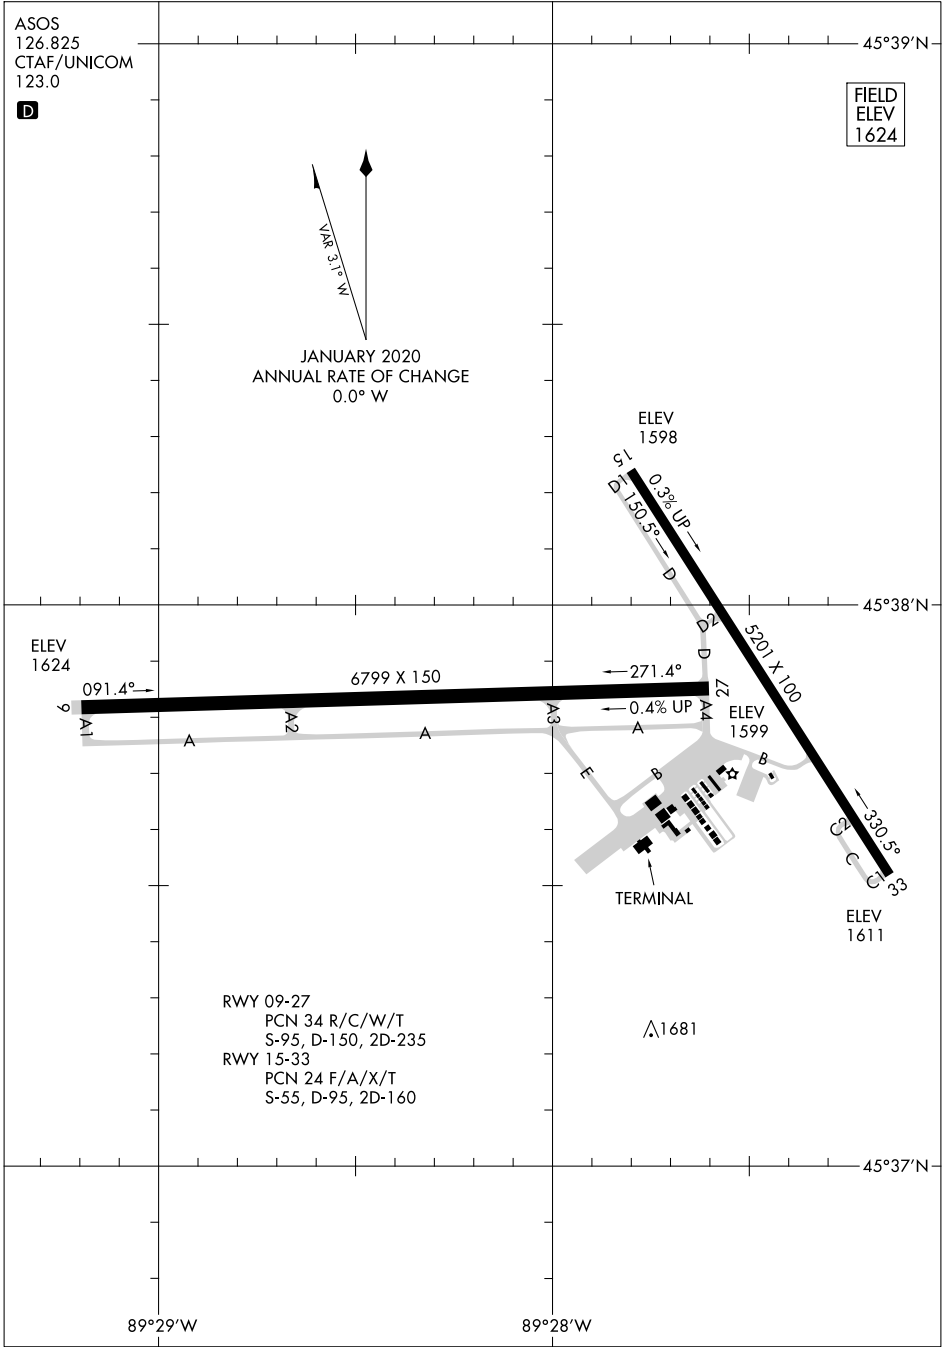 ASOS
126.825
CTAF/UNICOM
123.0
D
45°39'N
FIELD
ELEV
1624
VAR 3.1° W
JANUARY 2020
ANNUAL RATE OF CHANGE
0.0° W
ELEV
1598
15
D1
0.3% UP
150.5°
D
45°38'N
D2
D
5201 X 100
ELEV
1624
091.4°
6799 X 150
271.4°
27
9
A1
A2
A3
0.4% UP
A4
ELEV
1599
A
A
A
E
B
B
C2
330.5°
C
C1
33
TERMINAL
ELEV
1611
RWY 09-27
PCN 34 R/C/W/T
S-95, D-150, 2D-235
RWY 15-33
PCN 24 F/A/X/T
S-55, D-95, 2D-160
1681
45°37'N
89°29'W
89°28'W